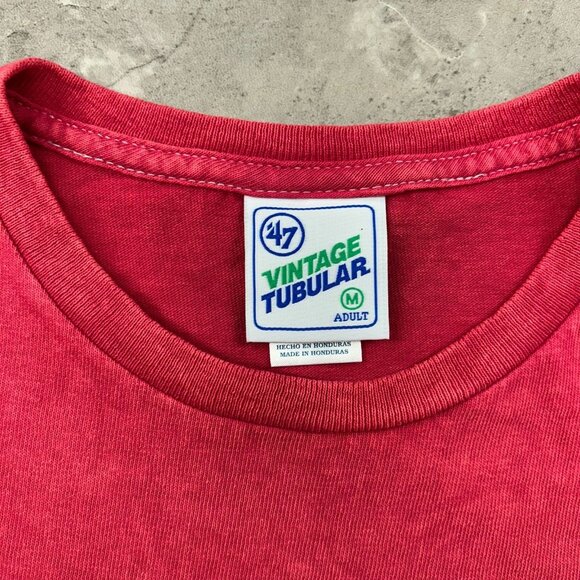 '47
VINTAGE
TUBULAR
M
ADULT
HECHO EN HONDURAS
MADE IN HONDURAS